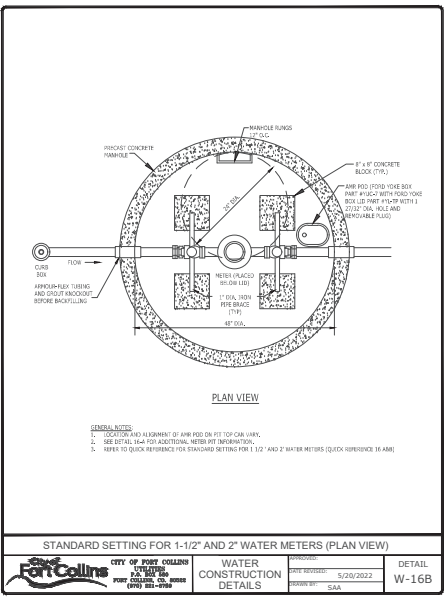 MANHOLE RUNGS
12" O.C.
PRECAST CONCRETE
MANHOLE
8" x 8" CONCRETE
BLOCK (TYP.)
AMR POD (FORD YOKE BOX
PART #YUC-7 WITH FORD YOKE
BOX LID PART #YL-TP WITH 1
27/32" DIA. HOLE AND
REMOVABLE PLUG)
24" DIA.
FLOW
CURB
BOX
METER (PLACED
BELOW LID)
ARMOUR-FLEX TUBING
AND GROUT KNOCKOUT
BEFORE BACKFILLING
1" DIA. IRON
PIPE BRACE
(TYP)
48" DIA.
PLAN VIEW
GENERAL NOTES:
1. LOCATION AND ALIGNMENT OF AMR POD ON PIT TOP CAN VARY.
2. SEE DETAIL 16-A FOR ADDITIONAL METER PIT INFORMATION.
3. REFER TO QUICK REFERENCE FOR STANDARD SETTING FOR 1 1/2 ' AND 2' WATER METERS (QUICK REFERENCE 16 A&B)
STANDARD SETTING FOR 1-1/2" AND 2" WATER METERS (PLAN VIEW)
City of
Fort Collins
CITY OF FORT COLLINS
UTILITIES
P.O. BOX 580
FORT COLLINS, CO. 80522
(970) 221-6700
WATER
CONSTRUCTION
DETAILS
APPROVED:
DATE REVISED: 5/20/2022
DRAWN BY: SAA
DETAIL
W-16B